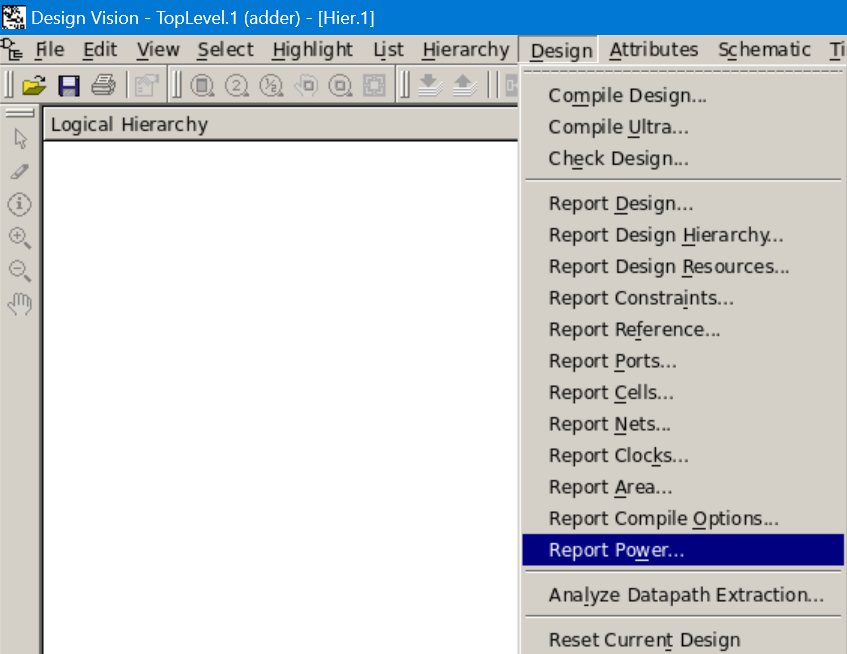 Design Vision - TopLevel.1 (adder) - [Hier.1]
File Edit View Select Highlight List Hierarchy Design Attributes Schematic Ti
2 ½
Logical Hierarchy
Compile Design...
Compile Ultra...
Check Design...
Report Design...
Report Design Hierarchy...
Report Design Resources...
Report Constraints...
Report Reference...
Report Ports...
Report Cells...
Report Nets...
Report Clocks...
Report Area...
Report Compile Options...
Report Power...
Analyze Datapath Extraction...
Reset Current Design